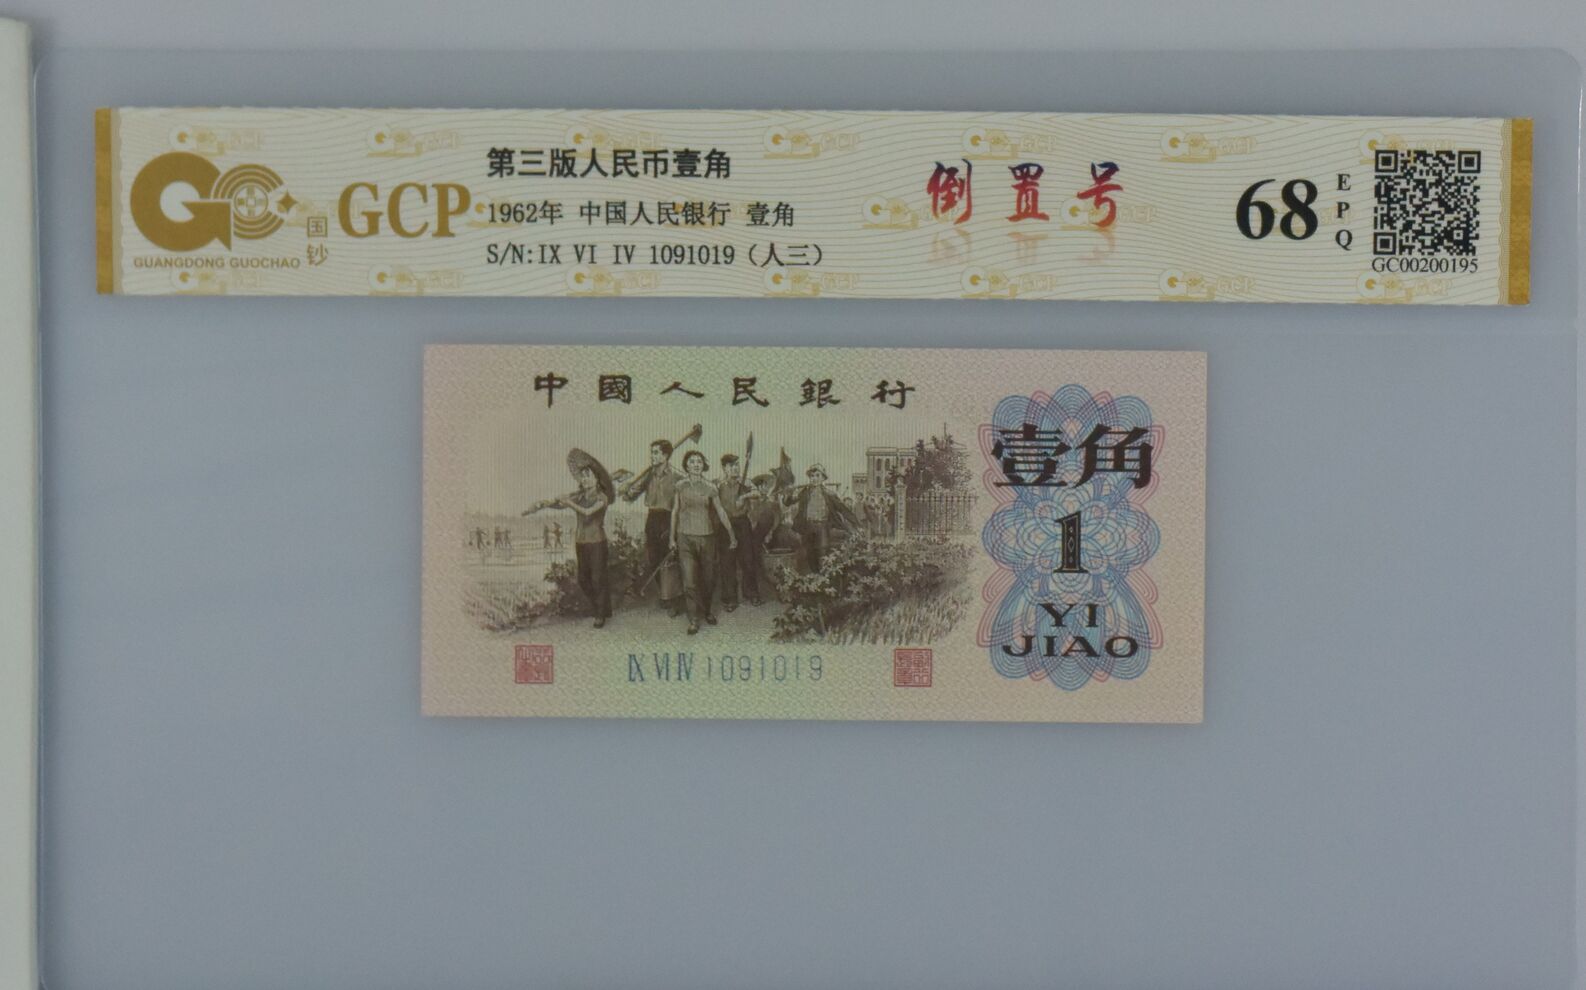 GCP
国钞
GUANGDONG GUOCHAO
第三版人民币壹角
1962年 中国人民银行 壹角
S/N:IX VI IV 1091019（人三）
倒置号
68
EPQ
GC00200195
中國人民銀行
壹角
1
YI
JIAO
IX VI IV 1091019